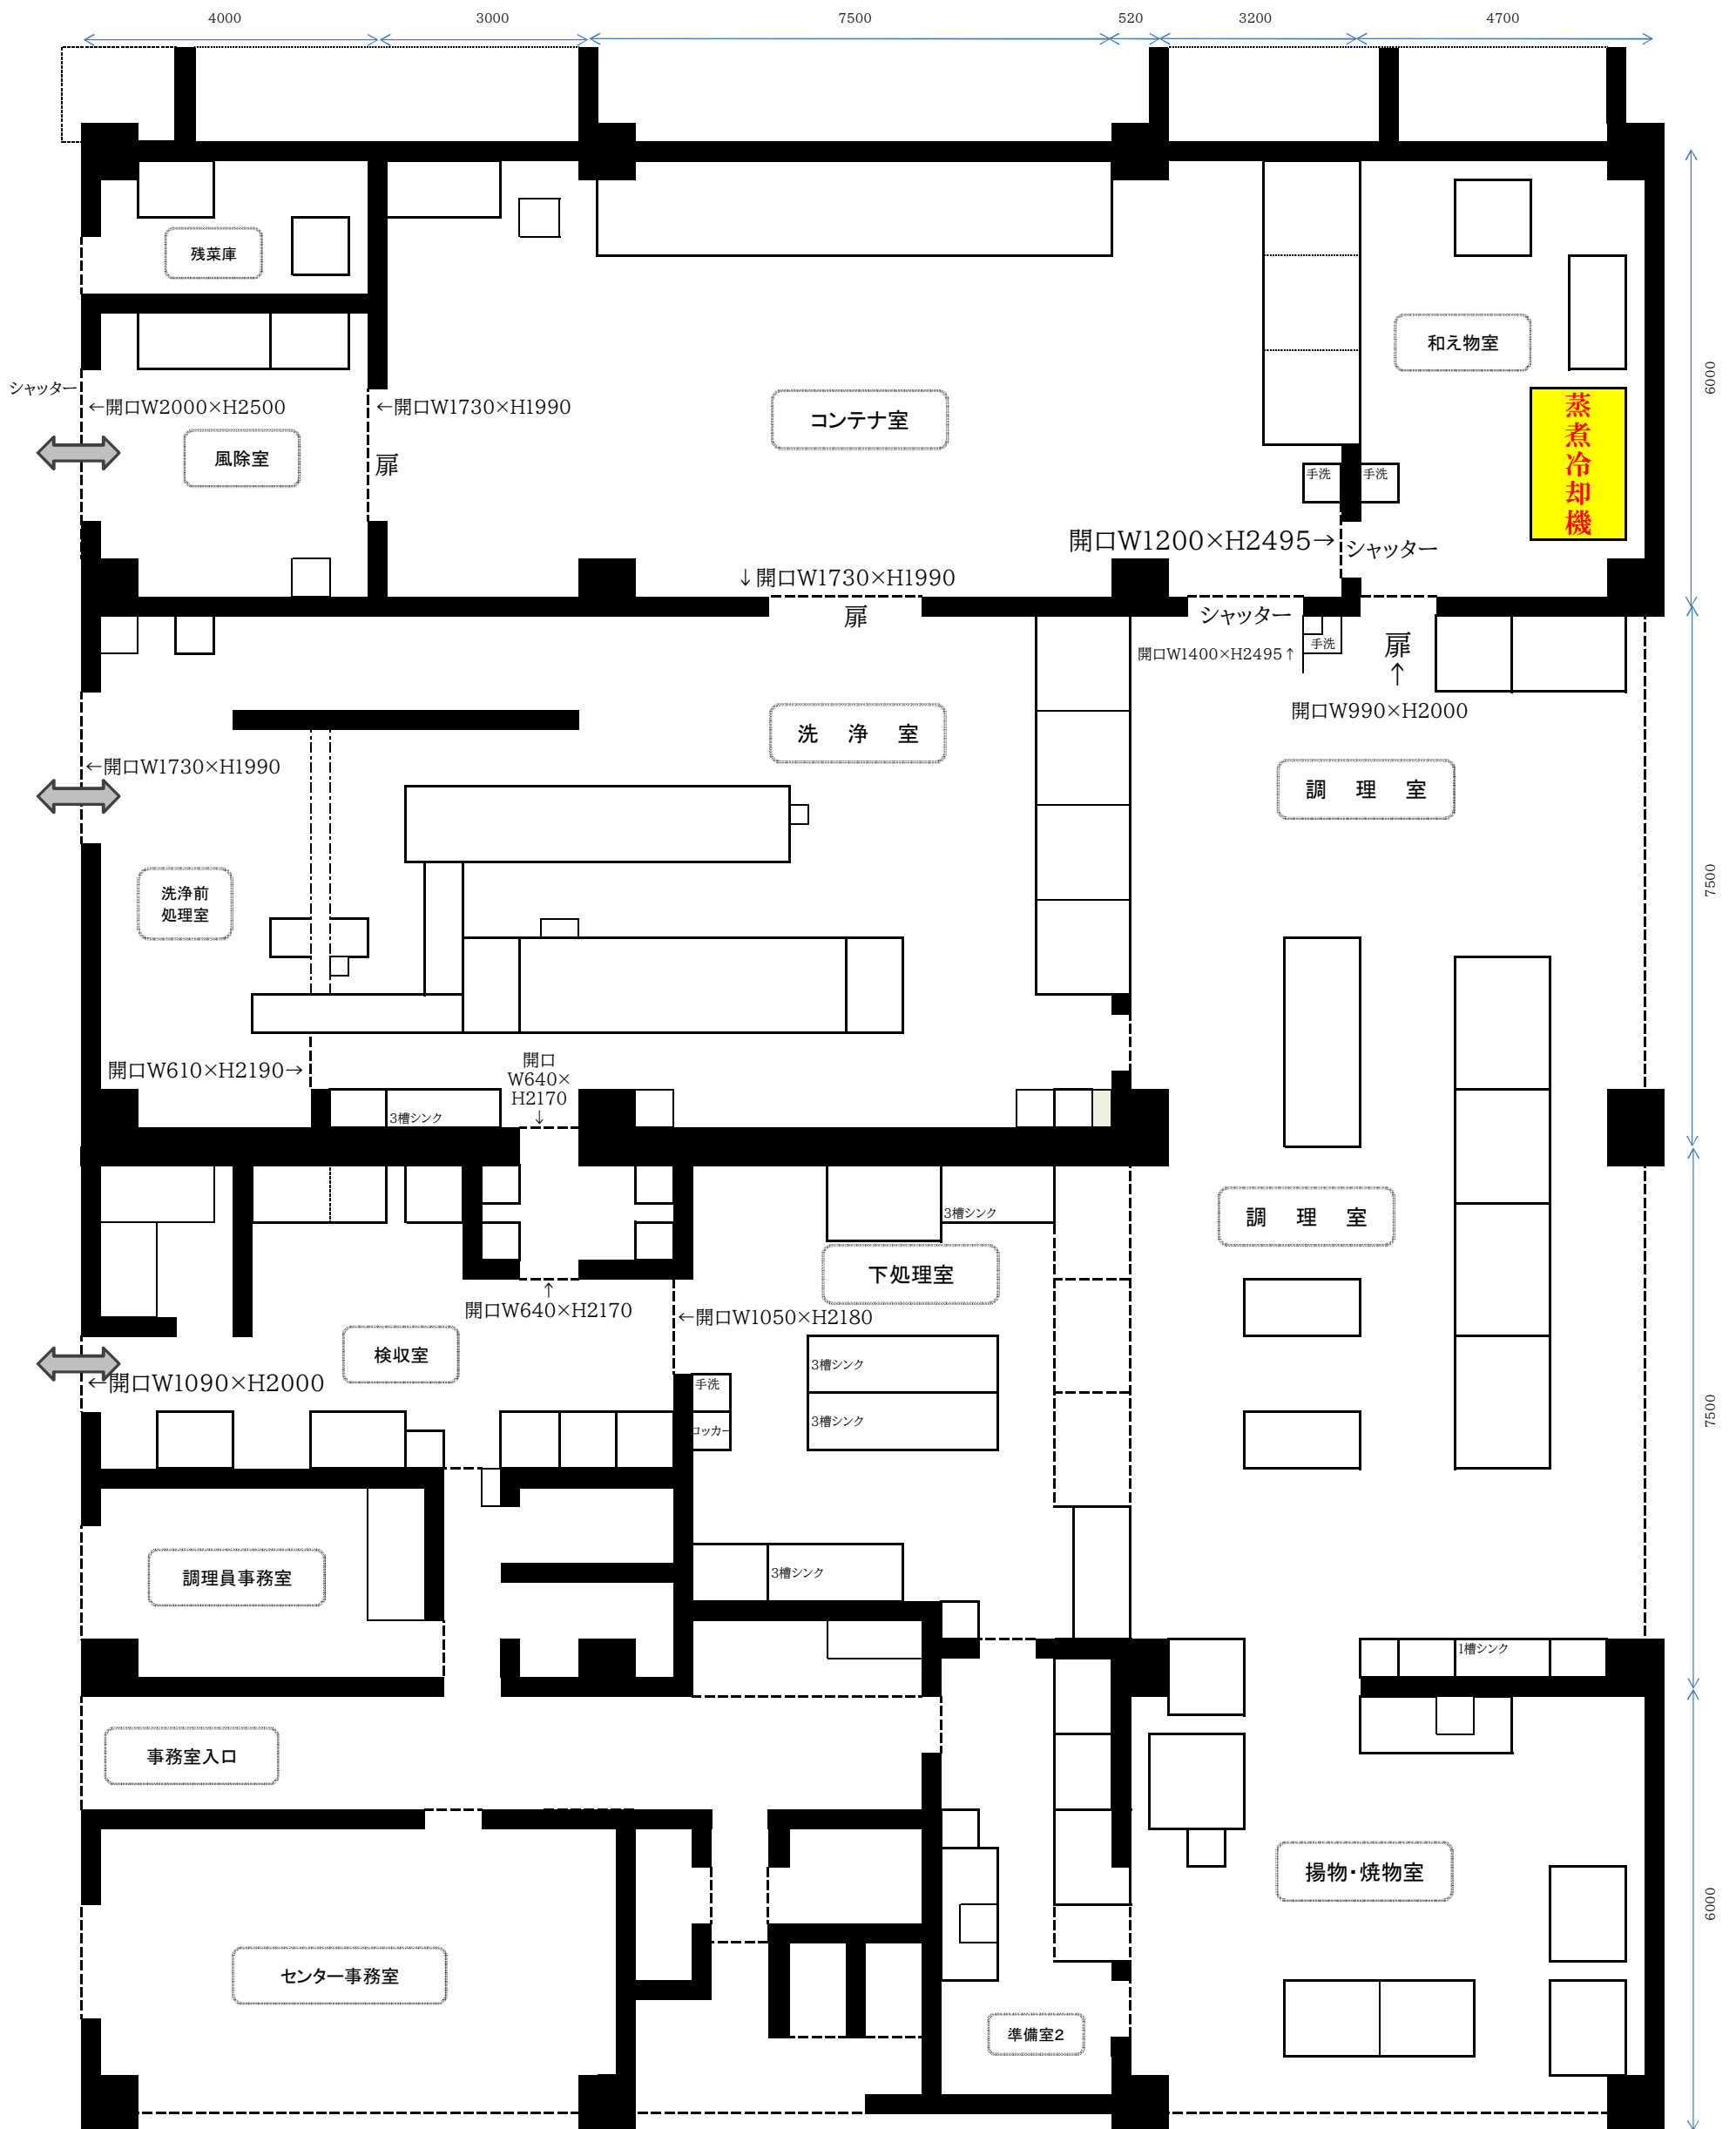 4000
3000
7500
520
3200
4700
残菜庫
和え物室
6000
シャッター
←開口W2000×H2500
←開口W1730×H1990
コンテナ室
蒸煮冷却機
風除室
扉
手洗
手洗
開口W1200×H2495→
シャッター
↓開口W1730×H1990
扉
シャッター
手洗
開口W1400×H2495↑
扉
↑
開口W990×H2000
洗 浄 室
←開口W1730×H1990
調 理 室
洗浄前
処理室
7500
開口W610×H2190→
開口
W640×
H2170
↓
3槽シンク
3槽シンク
調 理 室
下処理室
↑
開口W640×H2170
←開口W1050×H2180
検収室
3槽シンク
←開口W1090×H2000
手洗
3槽シンク
ロッカー
7500
調理員事務室
3槽シンク
1槽シンク
事務室入口
揚物・焼物室
6000
センター事務室
準備室2